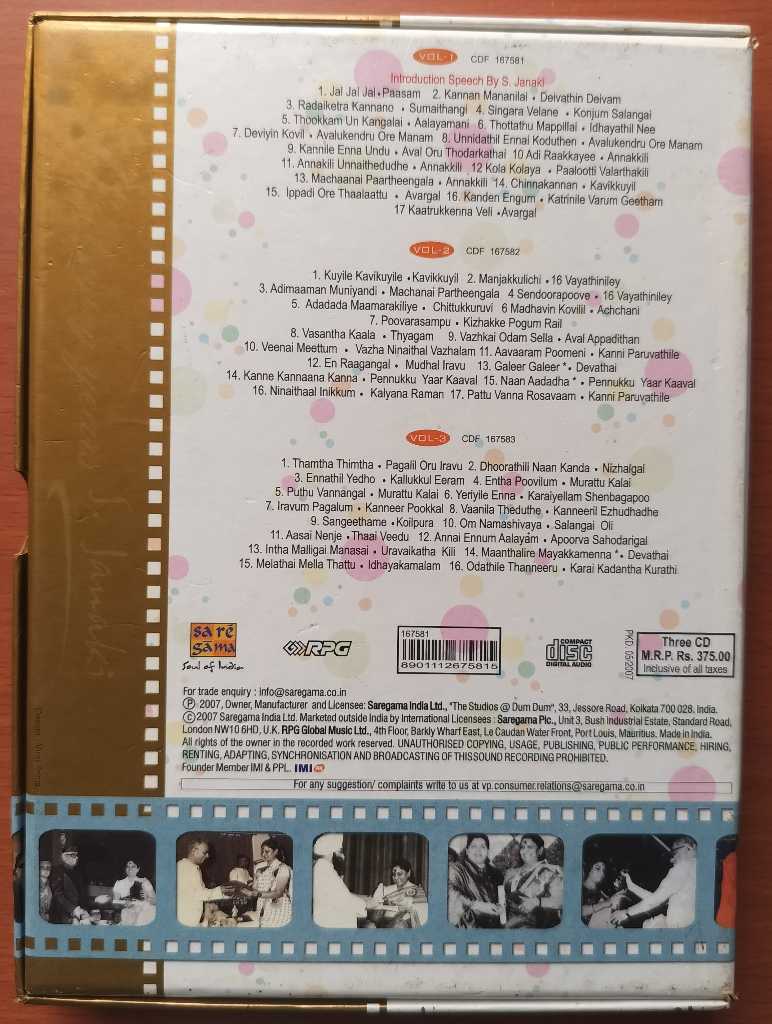 VOL-1 CDF 167581
Introduction Speech By S. Janaki
1. Jai Jai Jai • Paasam 2. Kannan Mananilai • Deivathin Deivam
3. Radaiketra Kannano • Sumaithangi 4. Singara Velane • Konjum Salangai
5. Thookkam Un Kangalai • Aalayamani 6. Thottathu Mappillai • Idhayathil Nee
7. Deviyin Kovil • Avalukendru Ore Manam 8. Unnidathil Ennai Koduthen • Avalukendru Ore Manam
9. Kannile Enna Undu • Aval Oru Thodarkathai 10 Adi Raakkayee • Annakkili
11. Annakili Unnaithedudhe • Annakkili 12 Kola Kolaya • Paalootti Valarthakili
13. Machaanai Paartheengala • Annakkili 14. Chinnakannan • Kavikkuyil
15. Ippadi Ore Thaalaattu • Avargal 16. Kanden Engum • Katrinile Varum Geetham
17 Kaatrukkenna Veli • Avargal
VOL-2 CDF 167582
1. Kuyile Kavikuyile • Kavikkuyil 2. Manjakkulichi • 16 Vayathiniley
3. Adimaaman Muniyandi • Machanai Partheengala 4 Sendoorapoove • 16 Vayathiniley
5. Adadada Maamarakiliye • Chittukkuruvi 6 Madhavin Kovilil • Achchani
7. Poovarasampu • Kizhakke Pogum Rail
8. Vasantha Kaala • Thyagam 9. Vazhkai Odam Sella • Aval Appadithan
10. Veenai Meettum • Vazha Ninaithal Vazhalam 11. Aavaaram Poomeni • Kanni Paruvathile
12. En Raagangal • Mudhal Iravu 13. Galeer Galeer * • Devathai
14. Kanne Kannaana Kanna • Pennukku Yaar Kaaval 15. Naan Aadadha * • Pennukku Yaar Kaaval
16. Ninaithaal Inikkum • Kalyana Raman 17. Pattu Vanna Rosavaam • Kanni Paruvathile
VOL-3 CDF 167583
1. Thamtha Thimtha • Pagalil Oru Iravu 2. Dhoorathili Naan Kanda • Nizhalgal
3. Ennathil Yedho • Kallukkul Eeram 4. Entha Poovilum • Murattu Kalai
5. Puthu Vannangal • Murattu Kalai 6. Yeriyile Enna • Karaiyellam Shenbagapoo
7. Iravum Pagalum • Kanneer Pookkal 8. Vaanila Theduthe • Kanneeril Ezhudhadhe
9. Sangeethame • Koilpura 10. Om Namashivaya • Salangai Oli
11. Aasai Nenje • Thaai Veedu 12. Annai Ennum Aalayam • Apoorva Sahodarigal
13. Intha Malligai Manasai • Uravaikatha Kili 14. Maanthalire Mayakkamenna * • Devathai
15. Melathai Mella Thattu • Idhayakamalam 16. Odathile Thanneeru • Karai Kadantha Kurathi
sa rē gama
Soul of India
RPG
167581
8901112675815
COMPACT disc DIGITAL AUDIO
PKD. 05/2007
Three CD
M.R.P. Rs. 375.00
Inclusive of all taxes
For trade enquiry : info@saregama.co.in
Ⓟ 2007, Owner, Manufacturer and Licensee: Saregama India Ltd., "The Studios @ Dum Dum", 33, Jessore Road, Kolkata 700 028. India.
© 2007 Saregama India Ltd. Marketed outside India by International Licensees : Saregama Plc., Unit 3, Bush Industrial Estate, Standard Road,
London NW10 6HD, U.K. RPG Global Music Ltd., 4th Floor, Barkly Wharf East, Le Caudan Water Front, Port Louis, Mauritius. Made in India.
All rights of the owner in the recorded work reserved. UNAUTHORISED COPYING, USAGE, PUBLISHING, PUBLIC PERFORMANCE, HIRING,
RENTING, ADAPTING, SYNCHRONISATION AND BROADCASTING OF THIS SOUND RECORDING PROHIBITED.
Founder Member IMI & PPL. IMI
For any suggestion/ complaints write to us at vp.consumer.relations@saregama.co.in
S. Janaki